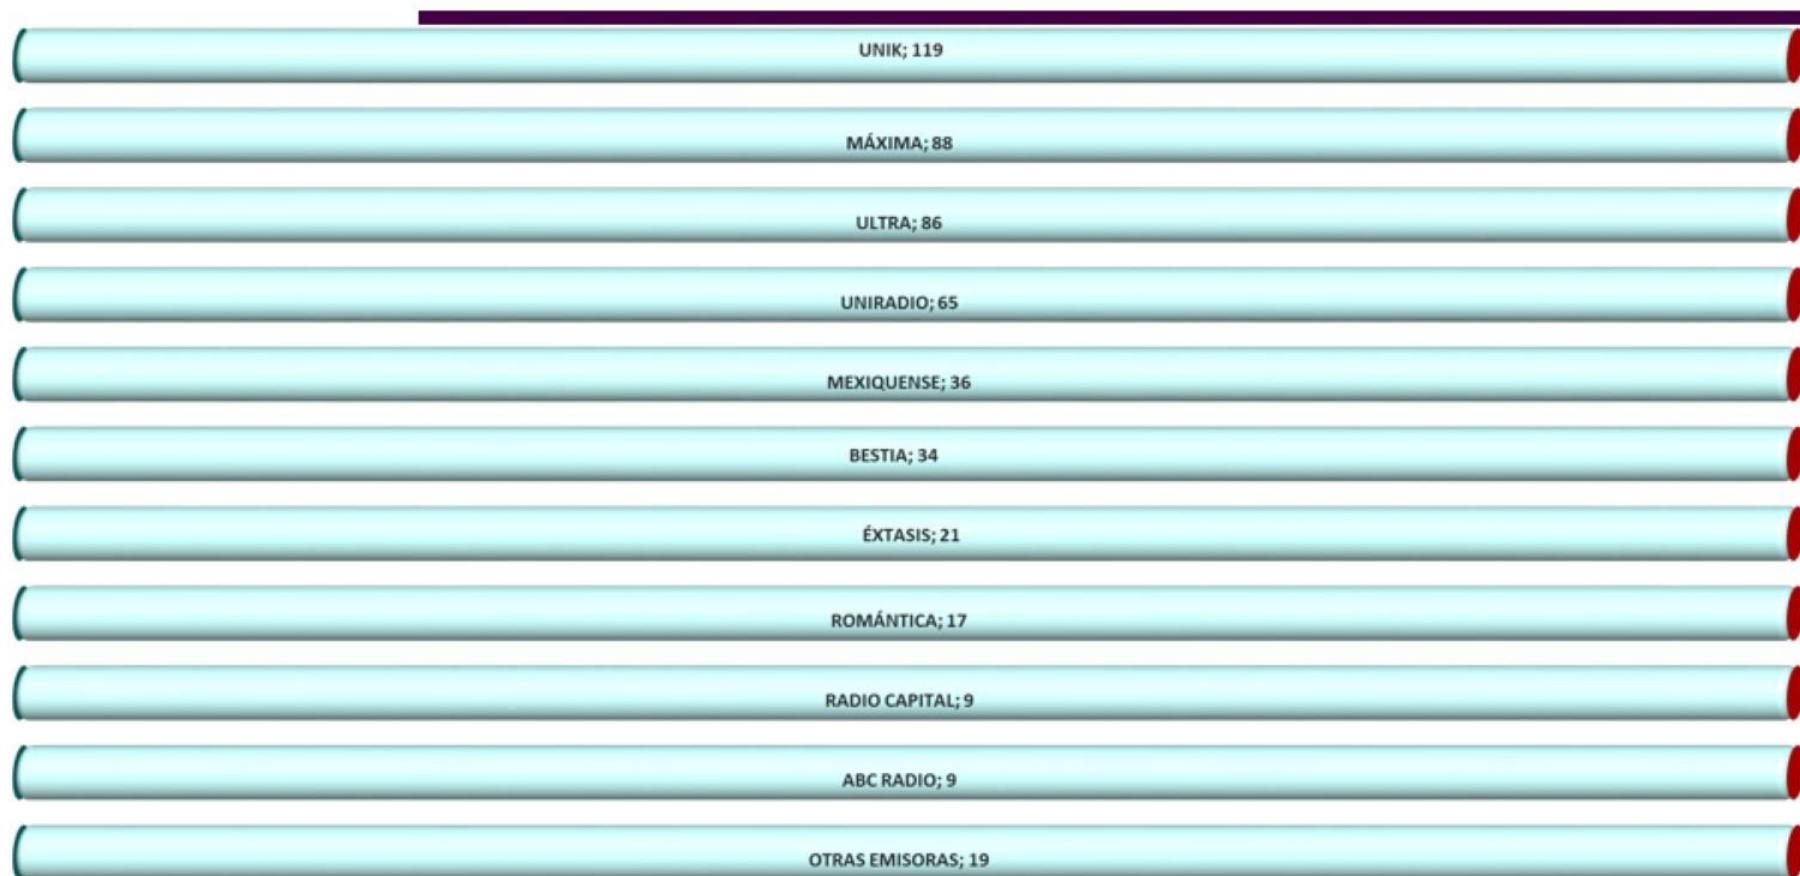 UNIK; 119
MÁXIMA; 88
ULTRA; 86
UNIRADIO; 65
MEXIQUENSE; 36
BESTIA; 34
ÉXTASIS; 21
ROMÁNTICA; 17
RADIO CAPITAL; 9
ABC RADIO; 9
OTRAS EMISORAS; 19